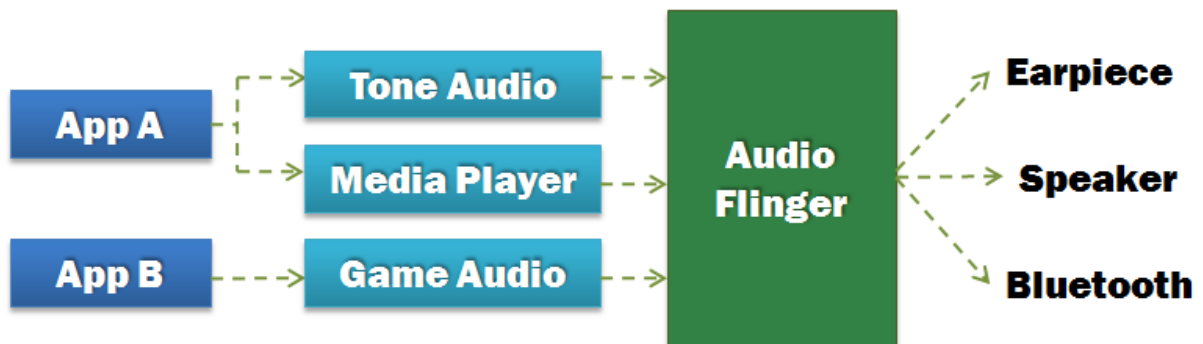 App A
App B
Tone Audio
Media Player
Game Audio
Audio
Flinger
Earpiece
Speaker
Bluetooth